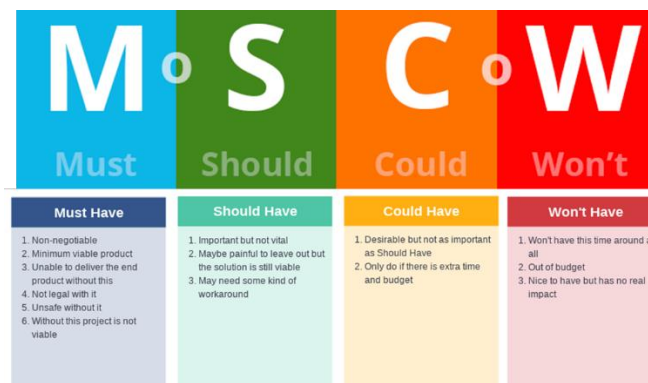 MoSCoW
Must Should Could Won't
Must Have
1. Non-negotiable
2. Minimum viable product
3. Unable to deliver the end
product without this
4. Not legal with it
5. Unsafe without it
6. Without this project is not
viable
Should Have
1. Important but not vital
2. Maybe painful to leave out but
the solution is still viable
3. May need some kind of
workaround
Could Have
1. Desirable but not as important
as Should Have
2. Only do if there is extra time
and budget
Won't Have
1. Won't have this time around
all
2. Out of budget
3. Nice to have but has no real
impact